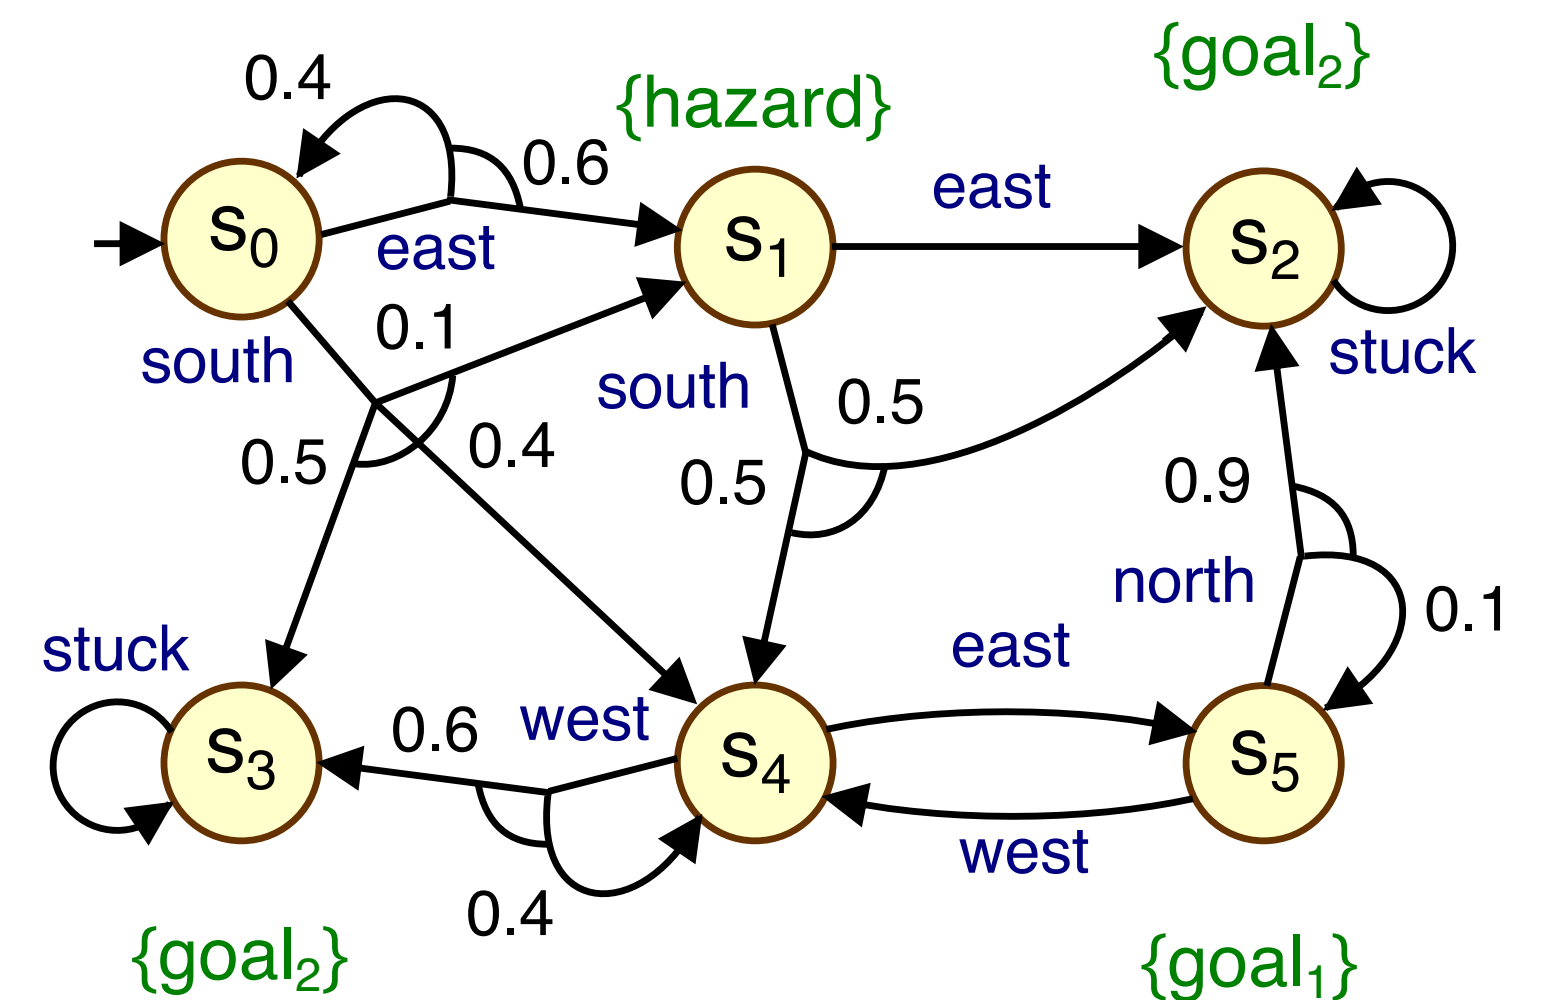 {goal₂}
0.4
{hazard}
0.6
east
s₀
s₁
s₂
east
0.1
south
south
stuck
0.5
0.5
0.4
0.5
0.9
north
0.1
stuck
east
0.6
west
s₃
s₄
s₅
west
0.4
{goal₂}
{goal₁}